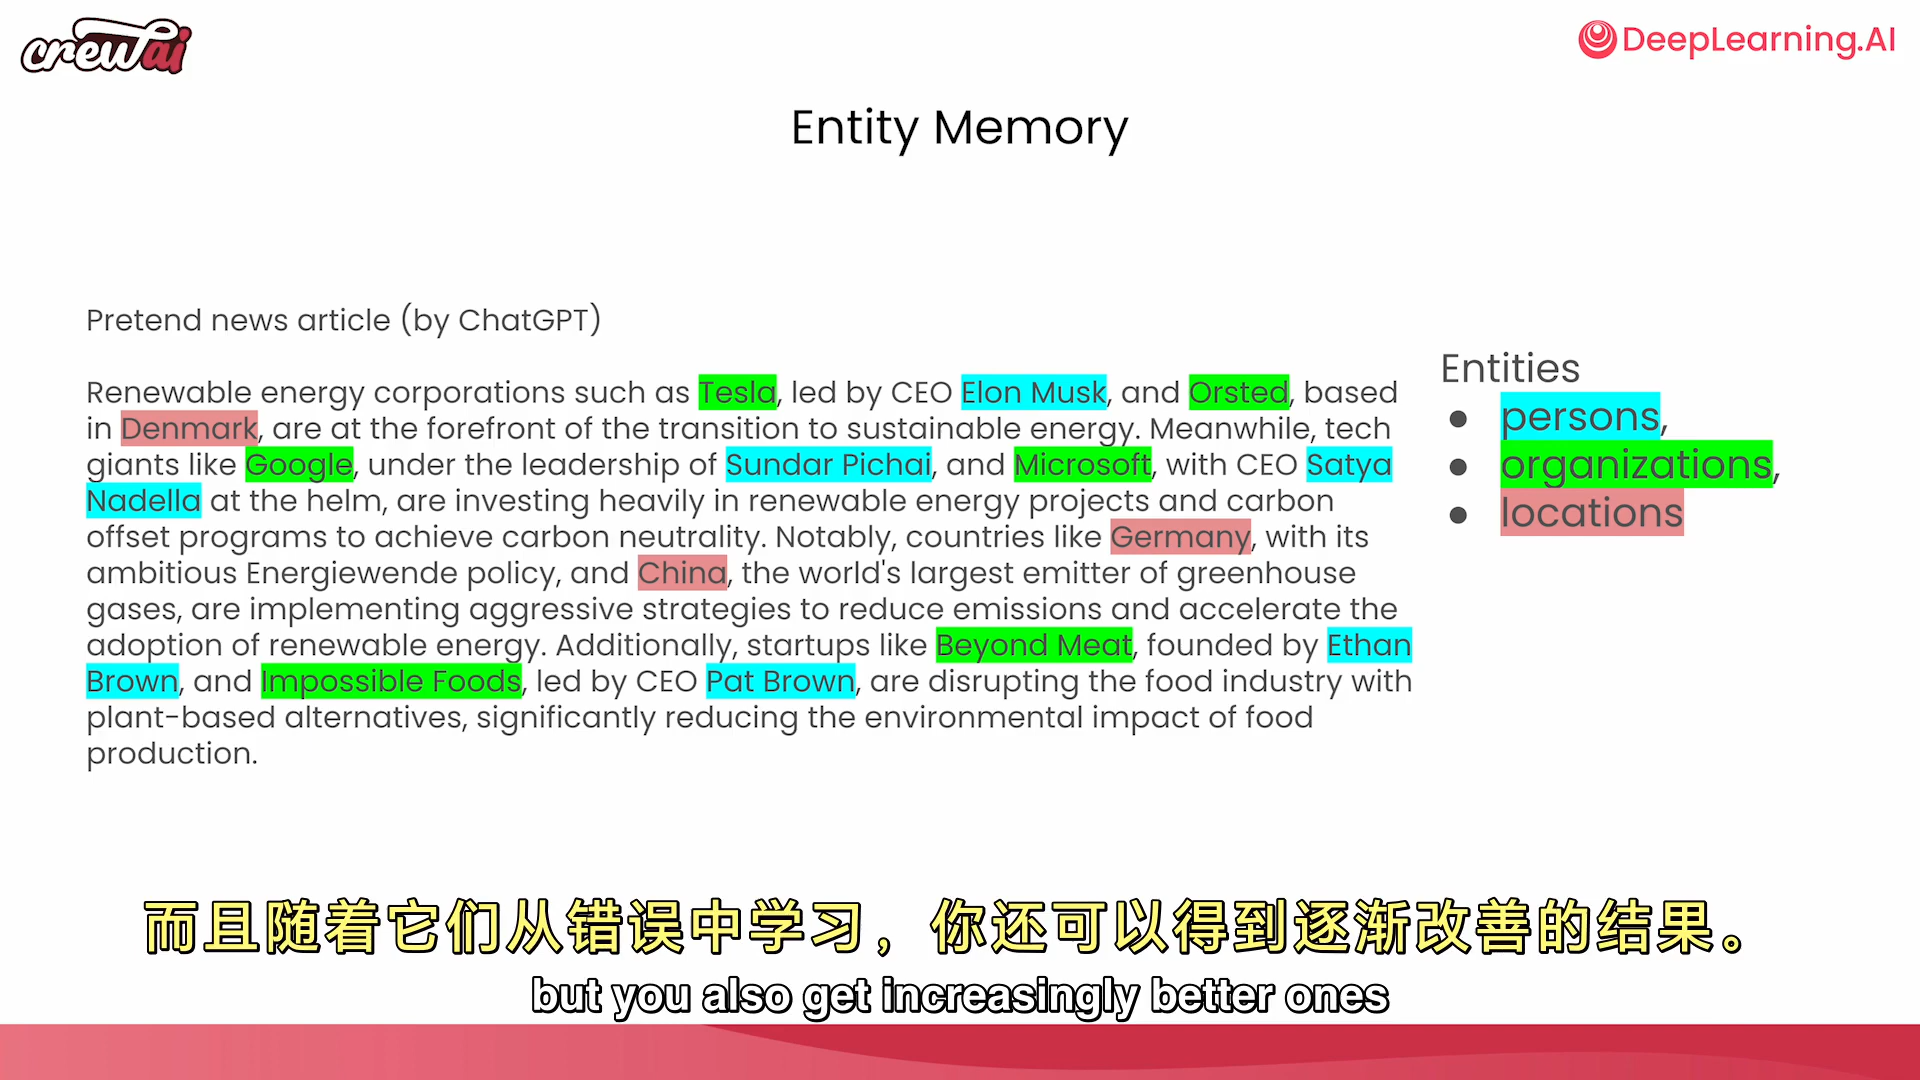 crewai
DeepLearning.AI
Entity Memory
Pretend news article (by ChatGPT)
Renewable energy corporations such as Tesla, led by CEO Elon Musk, and Orsted, based
in Denmark, are at the forefront of the transition to sustainable energy. Meanwhile, tech
giants like Google, under the leadership of Sundar Pichai, and Microsoft, with CEO Satya
Nadella at the helm, are investing heavily in renewable energy projects and carbon
offset programs to achieve carbon neutrality. Notably, countries like Germany, with its
ambitious Energiewende policy, and China, the world's largest emitter of greenhouse
gases, are implementing aggressive strategies to reduce emissions and accelerate the
adoption of renewable energy. Additionally, startups like Beyond Meat, founded by Ethan
Brown, and Impossible Foods, led by CEO Pat Brown, are disrupting the food industry with
plant-based alternatives, significantly reducing the environmental impact of food
production.
Entities
● persons,
● organizations,
● locations
而且随着它们从错误中学习，你还可以得到逐渐改善的结果。
but you also get increasingly better ones